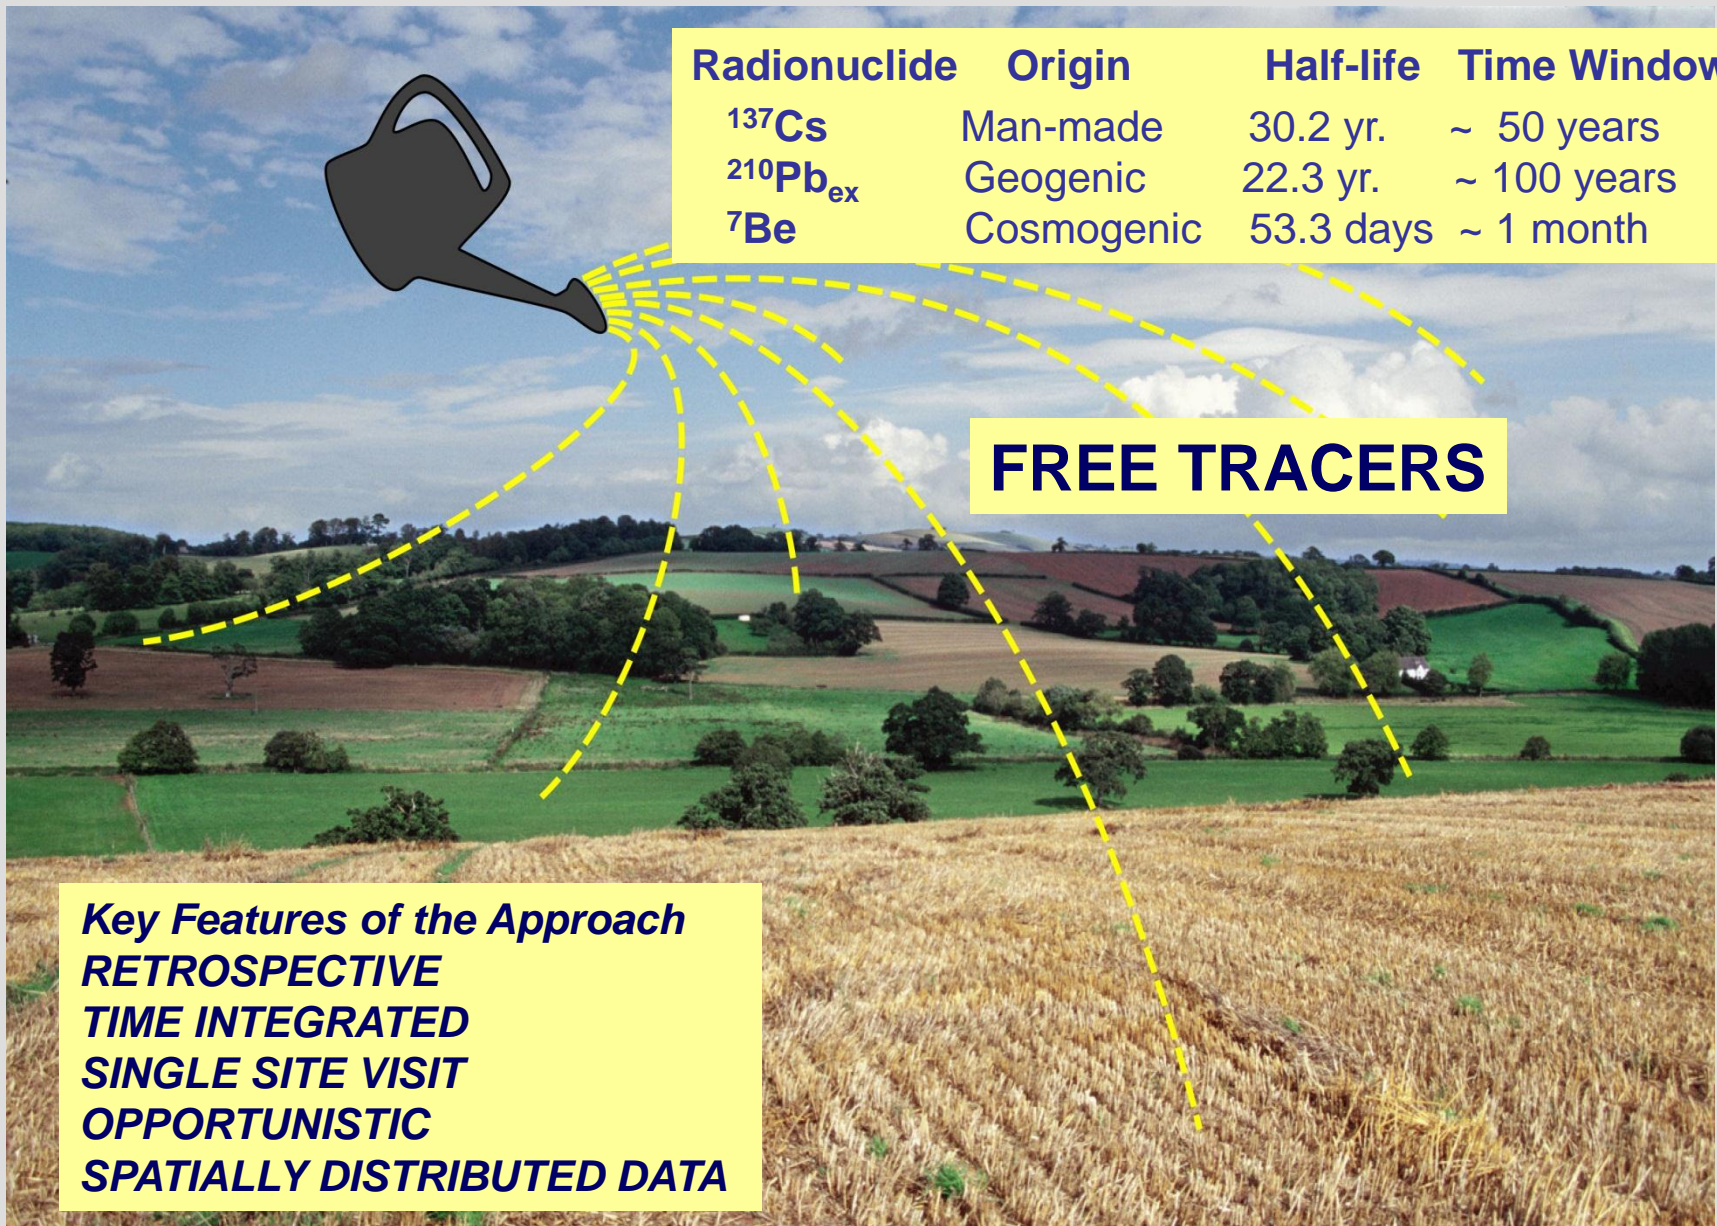 Radionuclide Origin Half-life Time Window
¹³⁷Cs Man-made 30.2 yr. ~ 50 years
²¹⁰Pbₑₓ Geogenic 22.3 yr. ~ 100 years
⁷Be Cosmogenic 53.3 days ~ 1 month
FREE TRACERS
Key Features of the Approach
RETROSPECTIVE
TIME INTEGRATED
SINGLE SITE VISIT
OPPORTUNISTIC
SPATIALLY DISTRIBUTED DATA